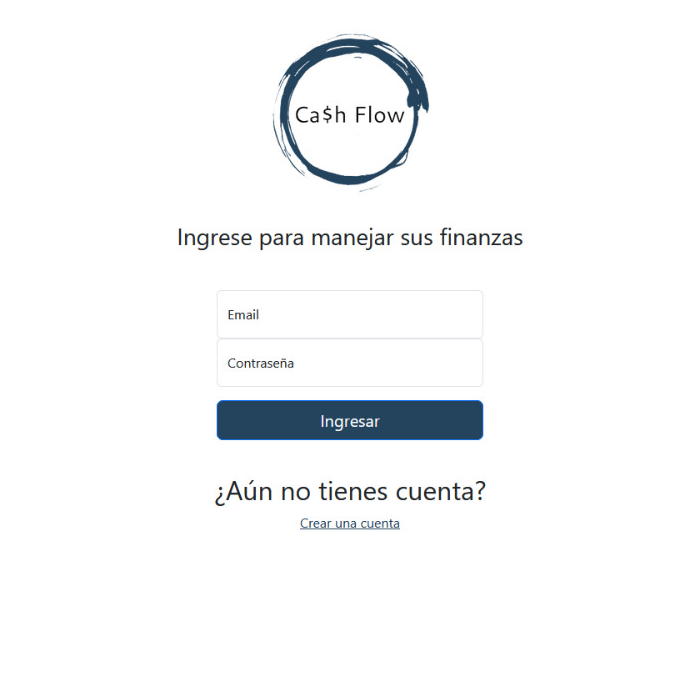 Ca$h Flow
Ingrese para manejar sus finanzas
Email
Contraseña
Ingresar
¿Aún no tienes cuenta?
Crear una cuenta